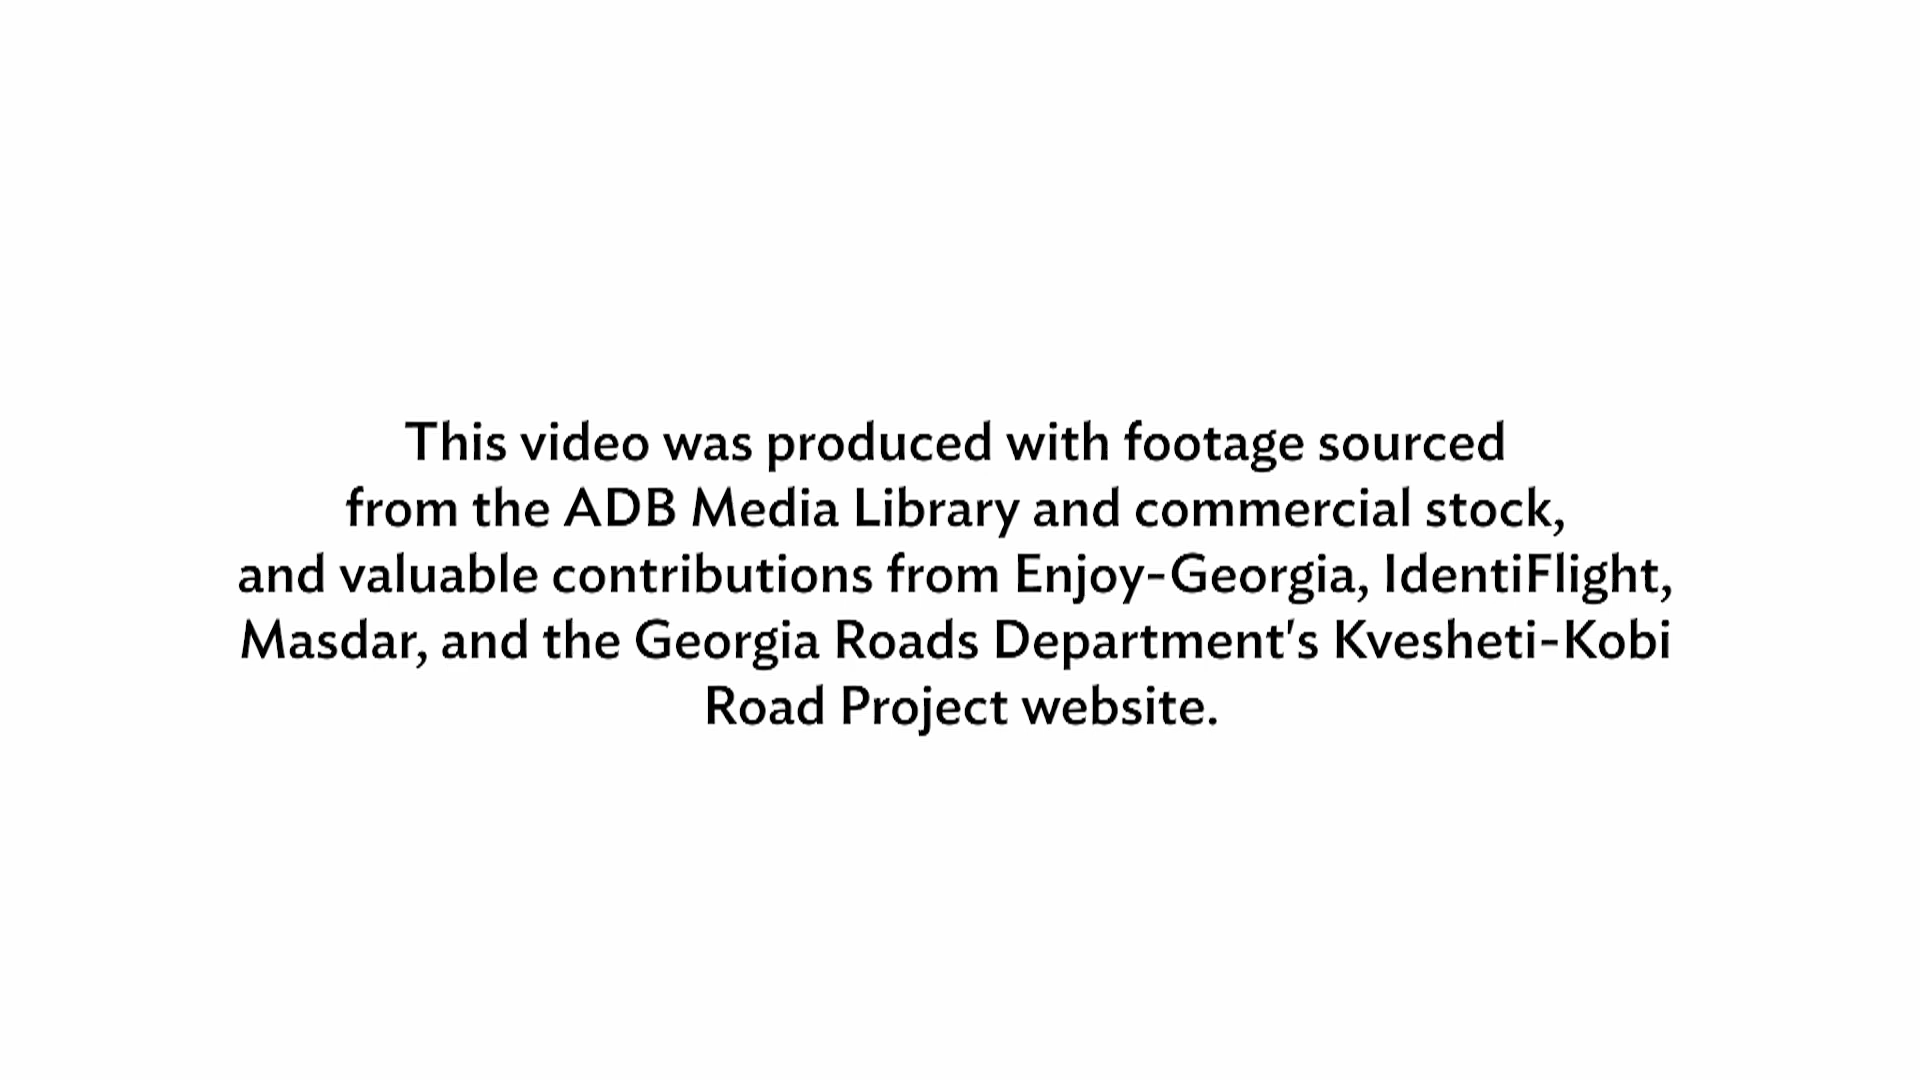 This video was produced with footage sourced
from the ADB Media Library and commercial stock,
and valuable contributions from Enjoy-Georgia, IdentiFlight,
Masdar, and the Georgia Roads Department's Kvesheti-Kobi
Road Project website.